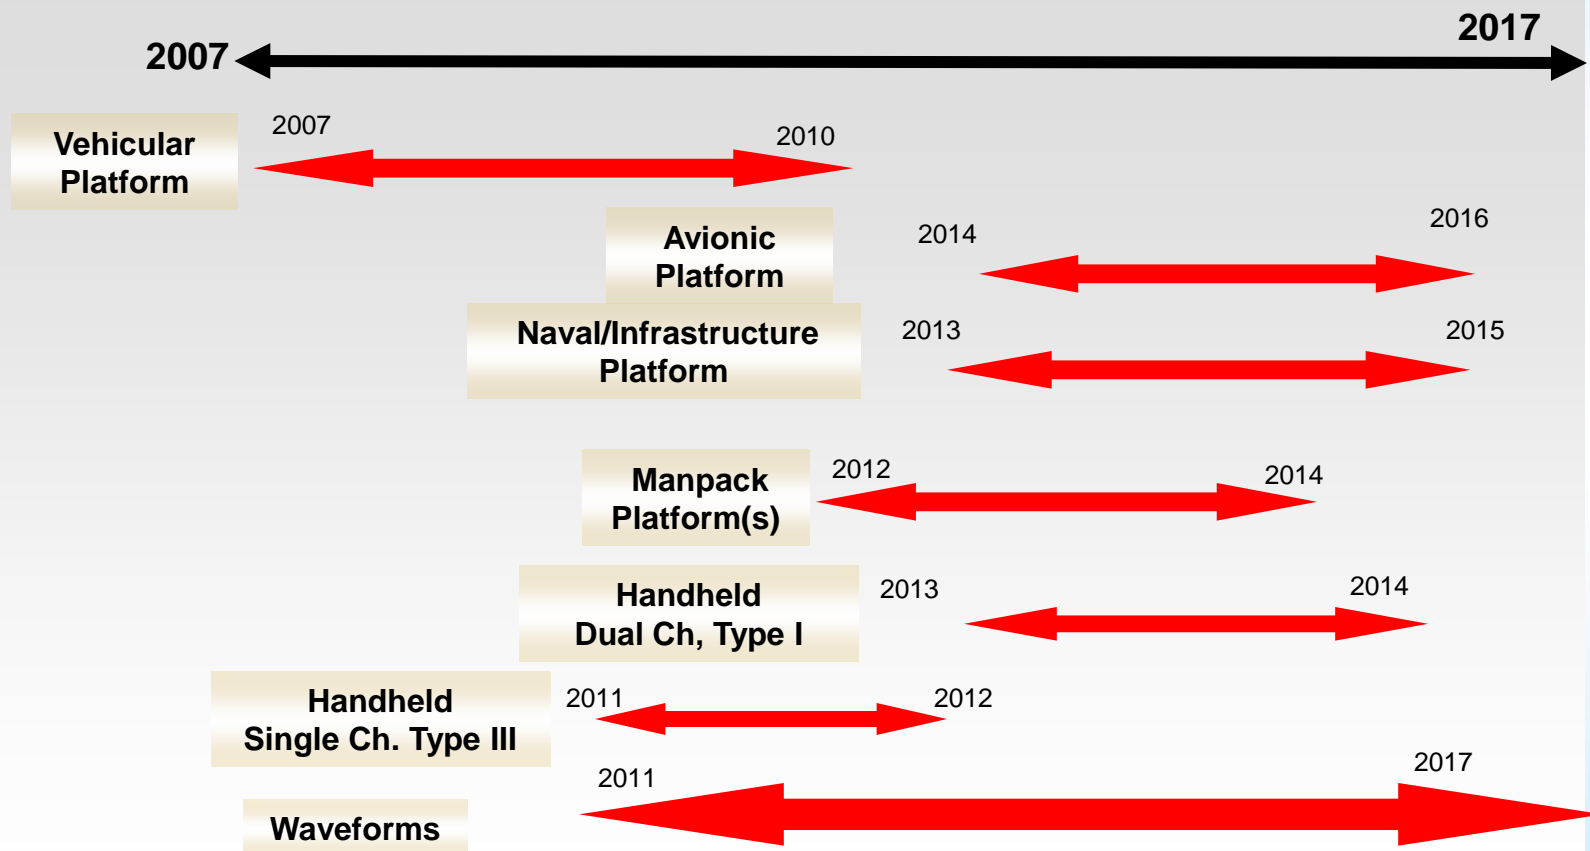 2017
2007
2007
2010
Vehicular
Platform
2014
2016
Avionic
Platform
2013
2015
Naval/Infrastructure
Platform
2012
2014
Manpack
Platform(s)
2013
2014
Handheld
Dual Ch, Type I
2011
2012
Handheld
Single Ch. Type III
2011
2017
Waveforms